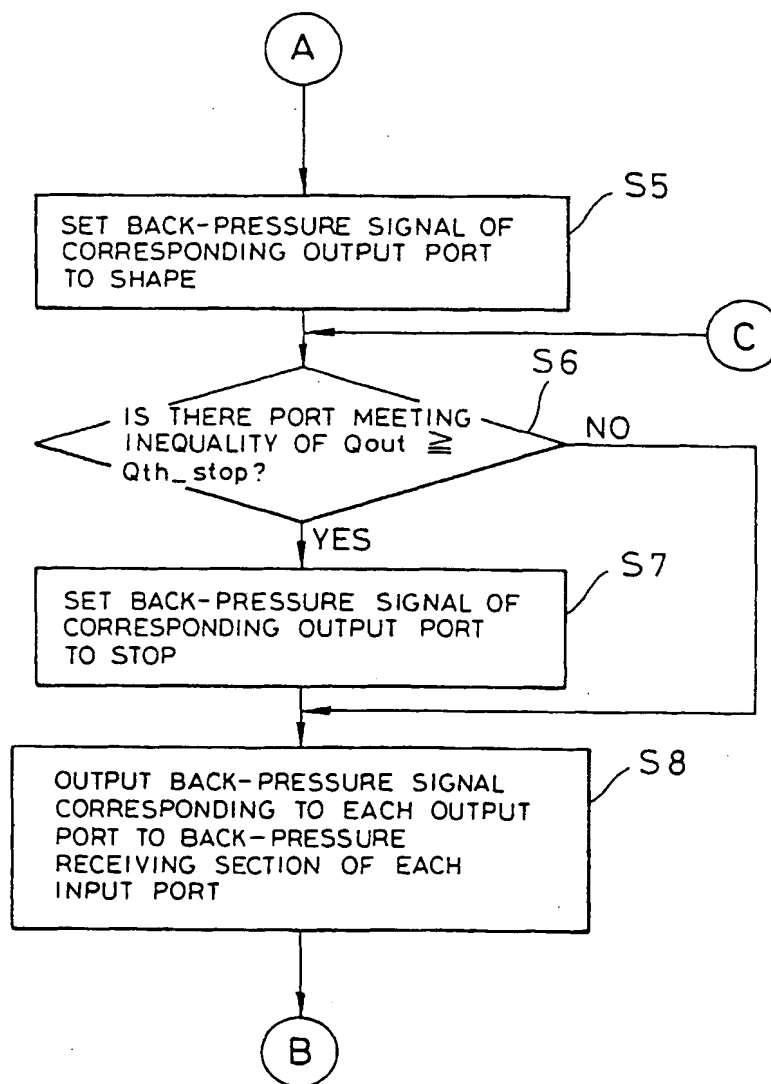 A
S5
SET BACK-PRESSURE SIGNAL OF
CORRESPONDING OUTPUT PORT
TO SHAPE
C
S6
IS THERE PORT MEETING
INEQUALITY OF Qout ≧
Qth_stop?
NO
YES
S7
SET BACK-PRESSURE SIGNAL OF
CORRESPONDING OUTPUT PORT
TO STOP
S8
OUTPUT BACK-PRESSURE SIGNAL
CORRESPONDING TO EACH OUTPUT
PORT TO BACK-PRESSURE
RECEIVING SECTION OF EACH
INPUT PORT
B